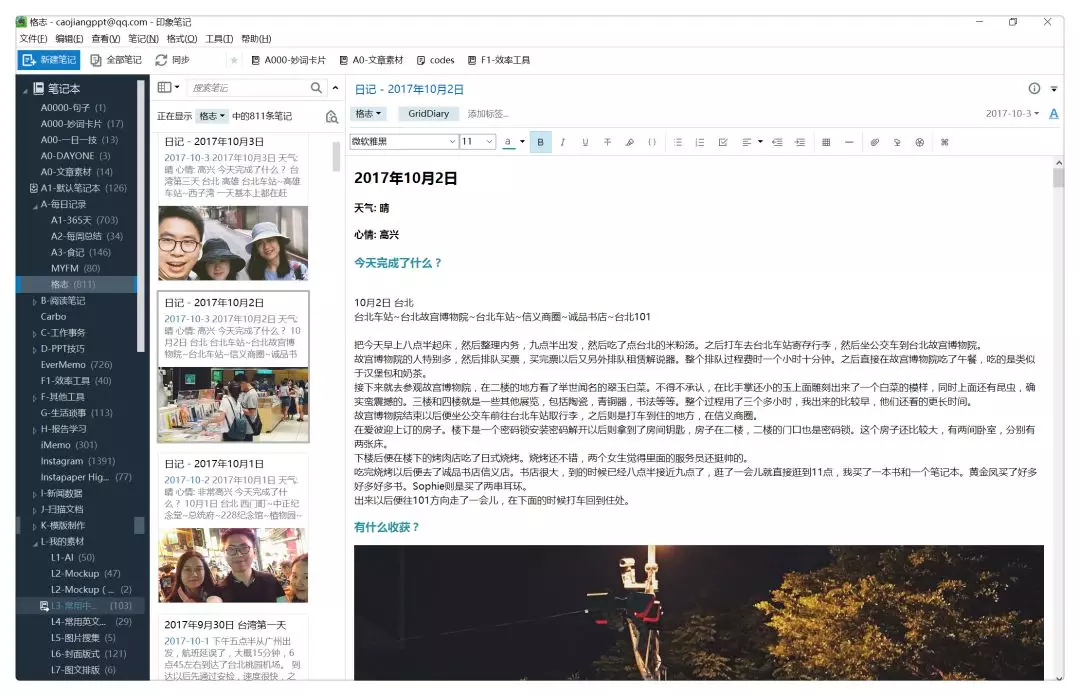 格志 - caojiangppt@qq.com - 印象笔记
文件(F) 编辑(E) 查看(V) 笔记(N) 格式(O) 工具(T) 帮助(H)
新建笔记 全部笔记 同步 A000-妙词卡片 A0-文章素材 codes F1-效率工具
笔记本
A0000-句子 (1)
A000-妙词卡片 (17)
A00-一日一技 (13)
A0-DAYONE (3)
A0-文章素材 (14)
A1-默认笔记本 (126)
A-每日记录
A1-365天 (703)
A2-每周总结 (34)
A3-食记 (146)
MYFM (80)
格志 (811)
B-阅读笔记
Carbo
C-工作事务
D-PPT技巧
EverMemo (726)
F1-效率工具 (40)
F-其他工具
G-生活琐事 (113)
H-报告学习
iMemo (301)
Instagram (1391)
Instapaper Hig... (77)
I-新闻数据
J-扫描文档
K-模版制作
L-我的素材
L1-AI (50)
L2-Mockup (47)
L2-Mockup ( ... (2)
L3-常用中... (103)
L4-常用英文... (29)
L5-图片搜集 (5)
L6-封面版式 (121)
L7-图文排版 (6)
搜索笔记
正在显示 格志 中的811条笔记
日记 - 2017年10月3日
2017-10-3 2017年10月3日 天气:
晴 心情: 高兴 今天完成了什么？ 台
湾第三天 台北 高雄 台北车站~高雄
车站~西子湾 一天基本上都在赶
日记 - 2017年10月2日
2017-10-3 2017年10月2日 天气:
晴 心情: 高兴 今天完成了什么？ 10
月2日 台北 台北车站~台北故宫博
物院~台北车站~信义商圈~诚品书
日记 - 2017年10月1日
2017-10-2 2017年10月1日 天气:
晴 心情: 非常高兴 今天完成了什
么？ 10月1日 台北 西门町~中正纪
念堂~总统府~228纪念馆~植物园~
2017年9月30日 台湾第一天
2017-10-1 下午五点半从广州出
发，航班延误了，大概15分钟，6
点45左右到达了台北桃园机场。 到
达以后先通过安检，速度很快，之
日记 - 2017年10月2日
格志 GridDiary 添加标签... 2017-10-3
微软雅黑 11
2017年10月2日
天气: 晴
心情: 高兴
今天完成了什么？
10月2日 台北
台北车站~台北故宫博物院~台北车站~信义商圈~诚品书店~台北101
把今天早上八点半起床，然后整理内务，九点半出发，然后吃了点台北的米粉汤。之后打车去台北车站寄存行李，然后坐公交车到台北故宫博物院。
故宫博物院的人特别多，然后排队买票，买完票以后又另外排队租赁解说器。整个排队过程费时一个小时十分钟。之后直接在故宫博物院吃了午餐，吃的是类似
于汉堡包和奶茶。
接下来就去参观故宫博物院，在二楼的地方看了举世闻名的翠玉白菜。不得不承认，在比手掌还小的玉上面雕刻出来了一个白菜的模样，同时上面还有昆虫，确
实蛮震撼的。三楼和四楼就是一些其他展览，包括陶瓷，青铜器，书法等等。整个过程用了三个多小时，我出来的比较早，他们还看的更长时间。
故宫博物院结束以后便坐公交车前往台北车站取行李，之后则是打车到住的地方，在信义商圈。
在爱彼迎上订的房子。楼下是一个密码锁安装密码解开以后则拿到了房间钥匙，房子在二楼，二楼的门口也是密码锁。这个房子还比较大，有两间卧室，分别有
两张床。
下楼后便在楼下的烤肉店吃了日式烧烤。烧烤还不错，两个女生觉得里面的服务员还挺帅的。
吃完烧烤以后便去了诚品书店信义店。书店很大，到的时候已经八点半接近九点了，逛了一会儿就直接逛到11点，我买了一本书和一个笔记本。黄金凤买了好多
好多好多书。Sophie则是买了两串耳环。
出来以后便往101方向走了一会儿，在下面的时候打车回到住处。
有什么收获？